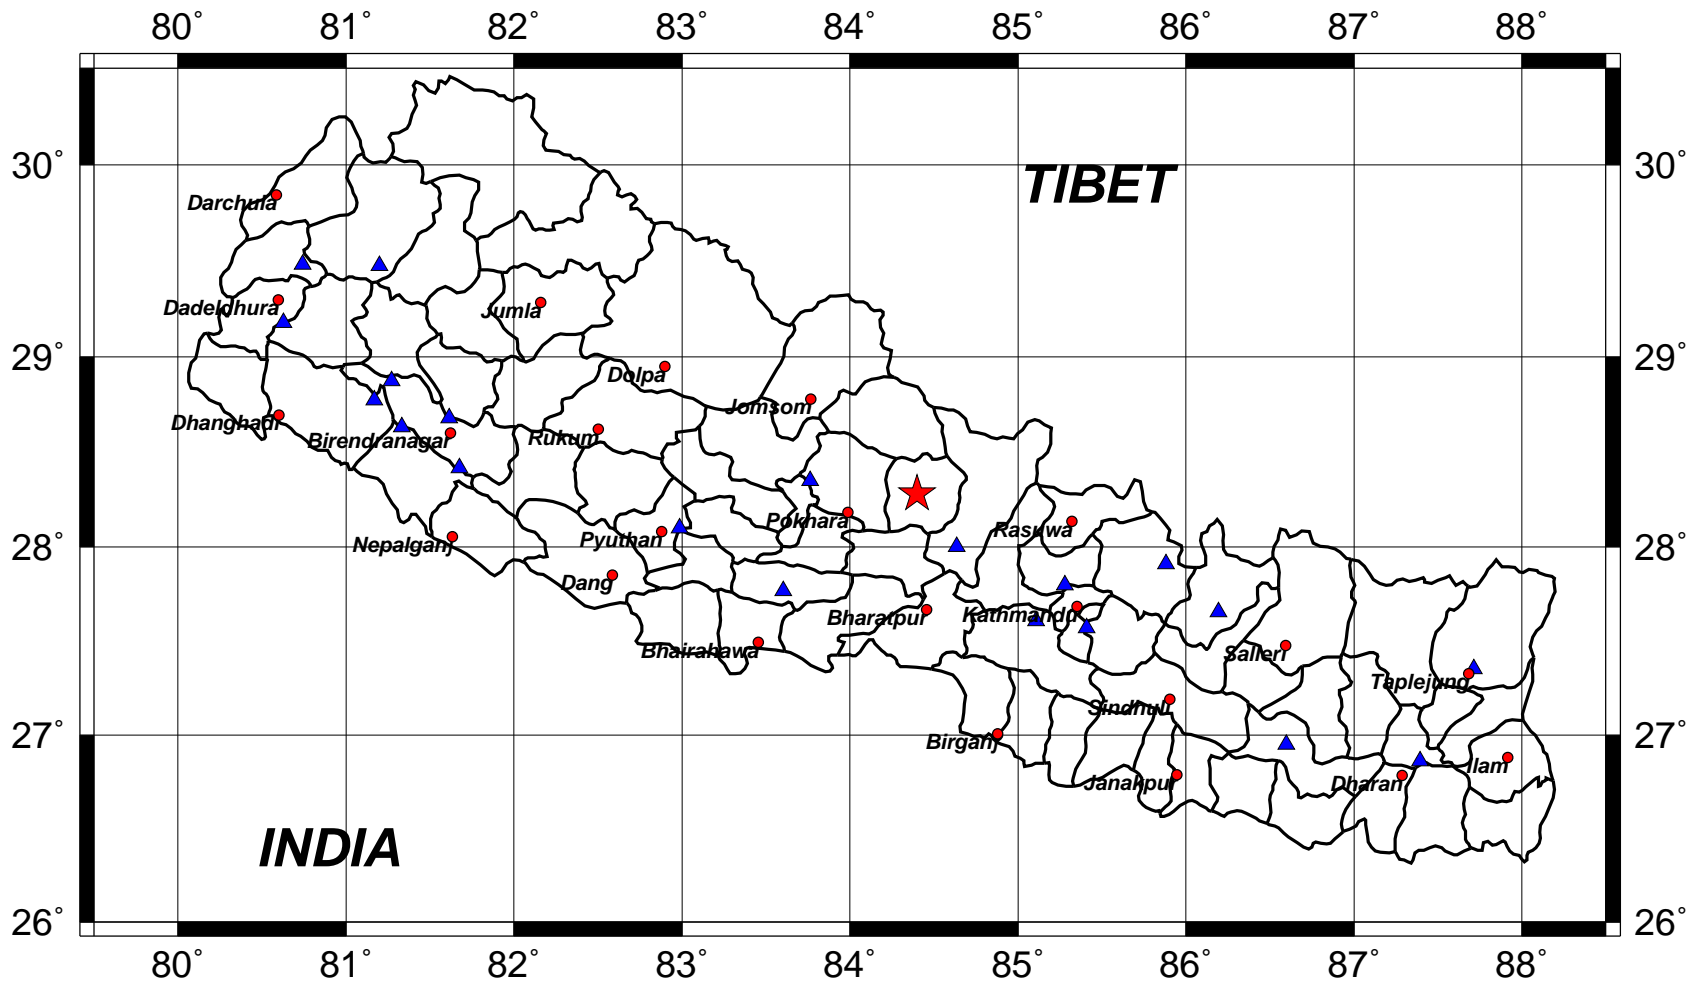 80° 81° 82° 83° 84° 85° 86° 87° 88°
30° 30°
TIBET
Darchula
Dadeldhura
Jumla
29° 29°
Dolpa
Jomsom
Dhanghadi
Birendranagar
Rukum
Pokhara
Rasuwa
Pyuthan
Nepalganj
28° 28°
Dang
Bharatpur
Kathmandu
Bhairahawa
Salleri
Taplejung
Sindhuli
27° 27°
Birganj
Ilam
Janakpur
Dharan
INDIA
26° 26°
80° 81° 82° 83° 84° 85° 86° 87° 88°